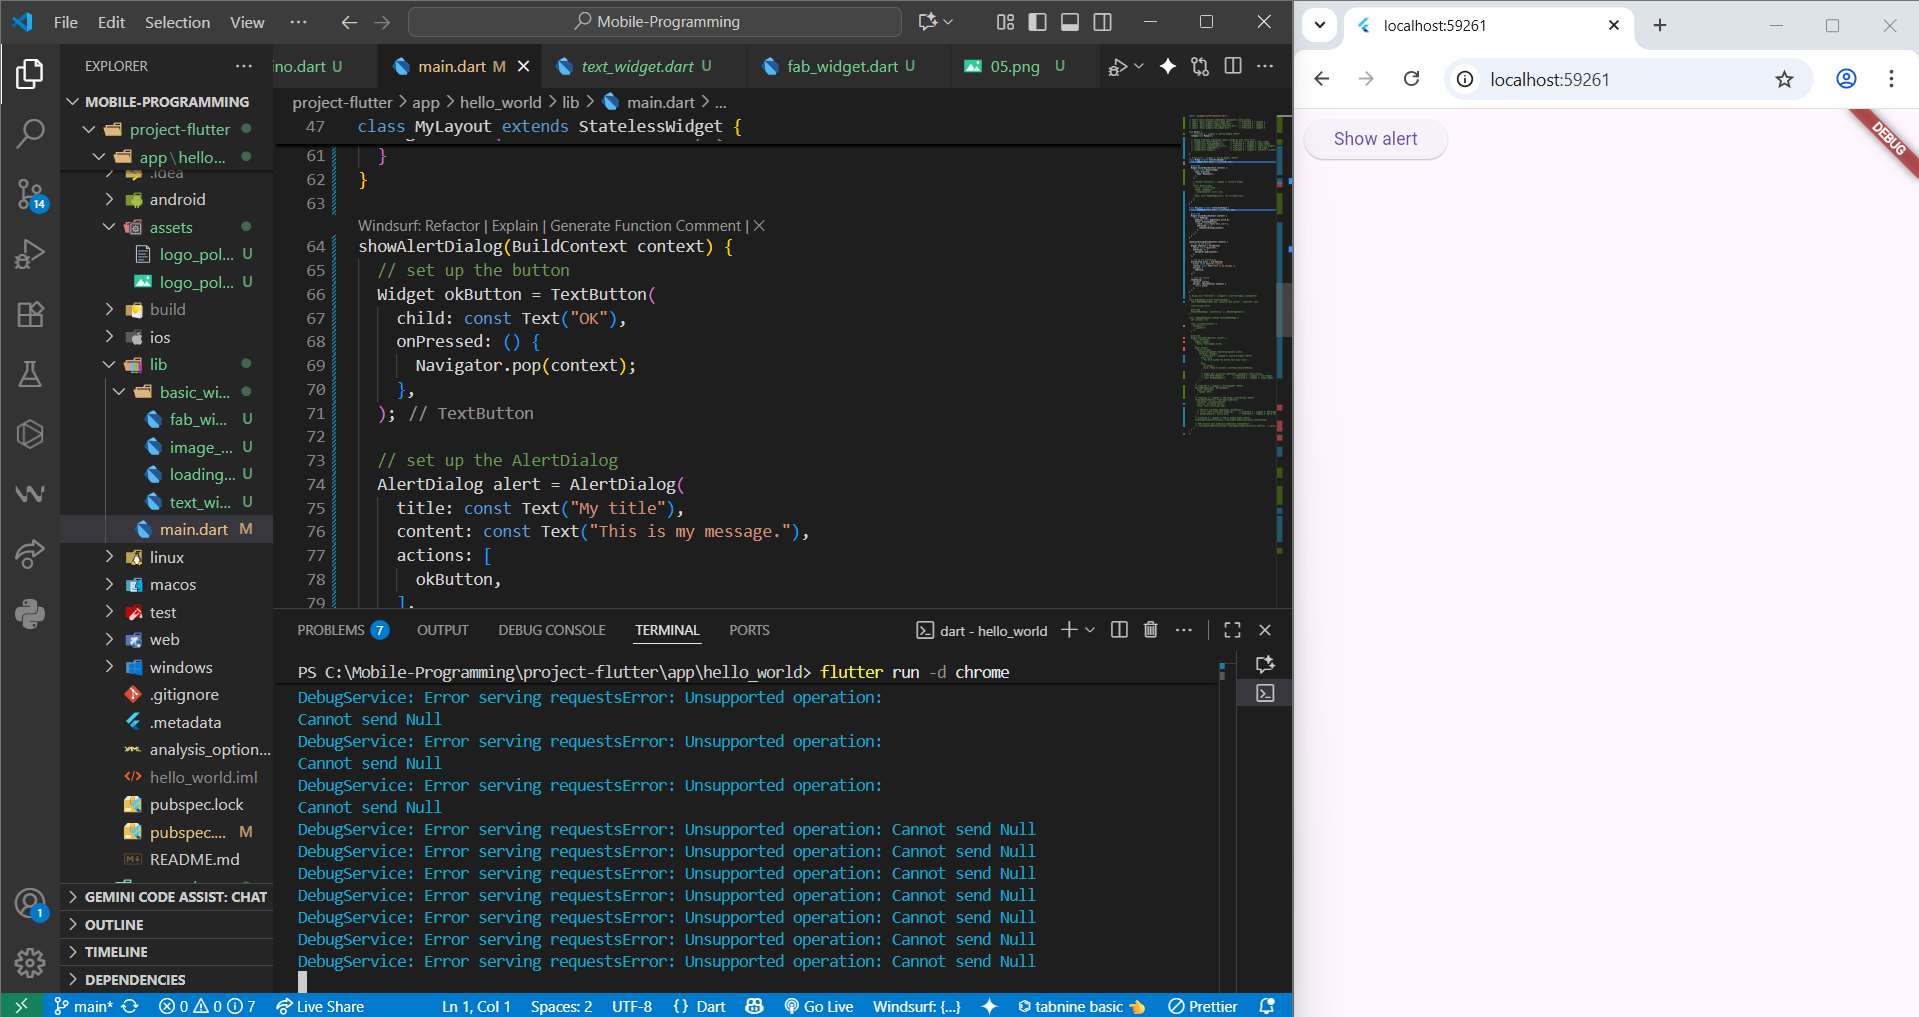 File Edit Selection View ··· Mobile-Programming
EXPLORER
MOBILE-PROGRAMMING
project-flutter
app\hello...
.idea
android
assets
logo_pol... U
logo_pol... U
build
ios
lib
basic_wi...
fab_wi... U
image_... U
loading... U
text_wi... U
main.dart M
linux
macos
test
web
windows
.gitignore
.metadata
analysis_option...
hello_world.iml
pubspec.lock
pubspec.... M
README.md
GEMINI CODE ASSIST: CHAT
OUTLINE
TIMELINE
DEPENDENCIES
14
1
ino.dart U main.dart M text_widget.dart U fab_widget.dart U 05.png U
project-flutter > app > hello_world > lib > main.dart > ...
47 class MyLayout extends StatelessWidget {
61 }
62 }
63
Windsurf: Refactor | Explain | Generate Function Comment | ×
64 showAlertDialog(BuildContext context) {
65 // set up the button
66 Widget okButton = TextButton(
67 child: const Text("OK"),
68 onPressed: () {
69 Navigator.pop(context);
70 },
71 ); // TextButton
72
73 // set up the AlertDialog
74 AlertDialog alert = AlertDialog(
75 title: const Text("My title"),
76 content: const Text("This is my message."),
77 actions: [
78 okButton,
79 ],
PROBLEMS 7 OUTPUT DEBUG CONSOLE TERMINAL PORTS dart - hello_world
PS C:\Mobile-Programming\project-flutter\app\hello_world> flutter run -d chrome
DebugService: Error serving requestsError: Unsupported operation:
Cannot send Null
DebugService: Error serving requestsError: Unsupported operation:
Cannot send Null
DebugService: Error serving requestsError: Unsupported operation:
Cannot send Null
DebugService: Error serving requestsError: Unsupported operation: Cannot send Null
DebugService: Error serving requestsError: Unsupported operation: Cannot send Null
DebugService: Error serving requestsError: Unsupported operation: Cannot send Null
DebugService: Error serving requestsError: Unsupported operation: Cannot send Null
DebugService: Error serving requestsError: Unsupported operation: Cannot send Null
DebugService: Error serving requestsError: Unsupported operation: Cannot send Null
DebugService: Error serving requestsError: Unsupported operation: Cannot send Null
main* 0 0 7 Live Share Ln 1, Col 1 Spaces: 2 UTF-8 {} Dart Go Live Windsurf: {...} tabnine basic Prettier
localhost:59261
localhost:59261
Show alert
DEBUG